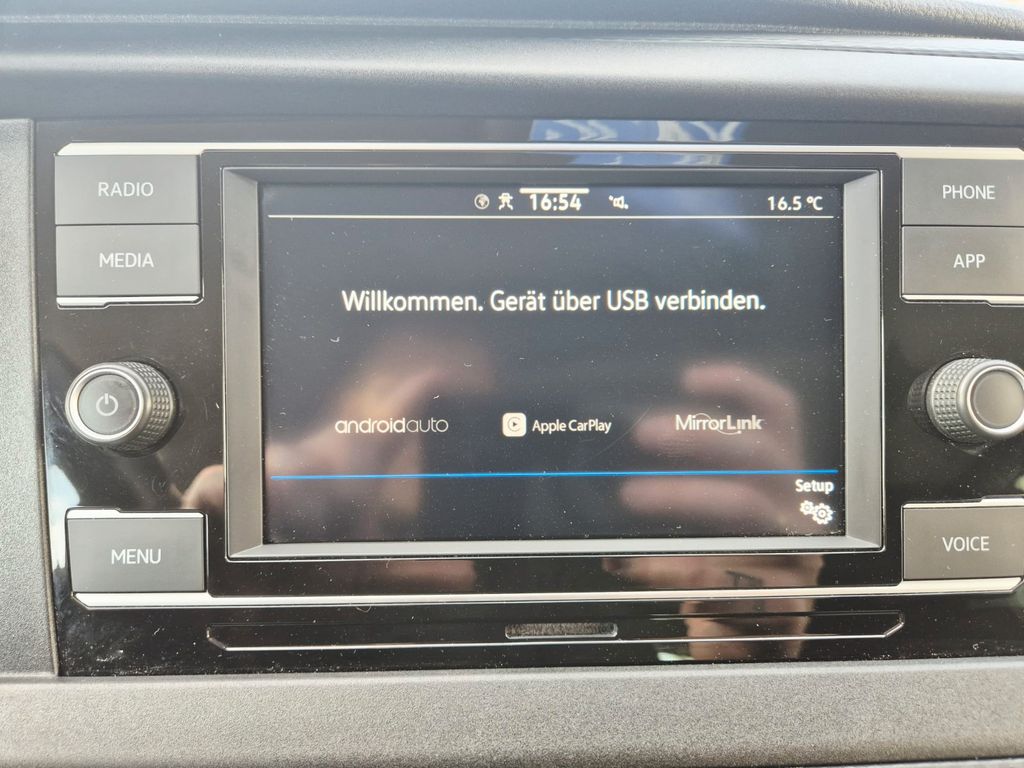 RADIO
PHONE
16:54
16.5 °C
MEDIA
APP
Willkommen. Gerät über USB verbinden.
androidauto
Apple CarPlay
MirrorLink
Setup
MENU
VOICE